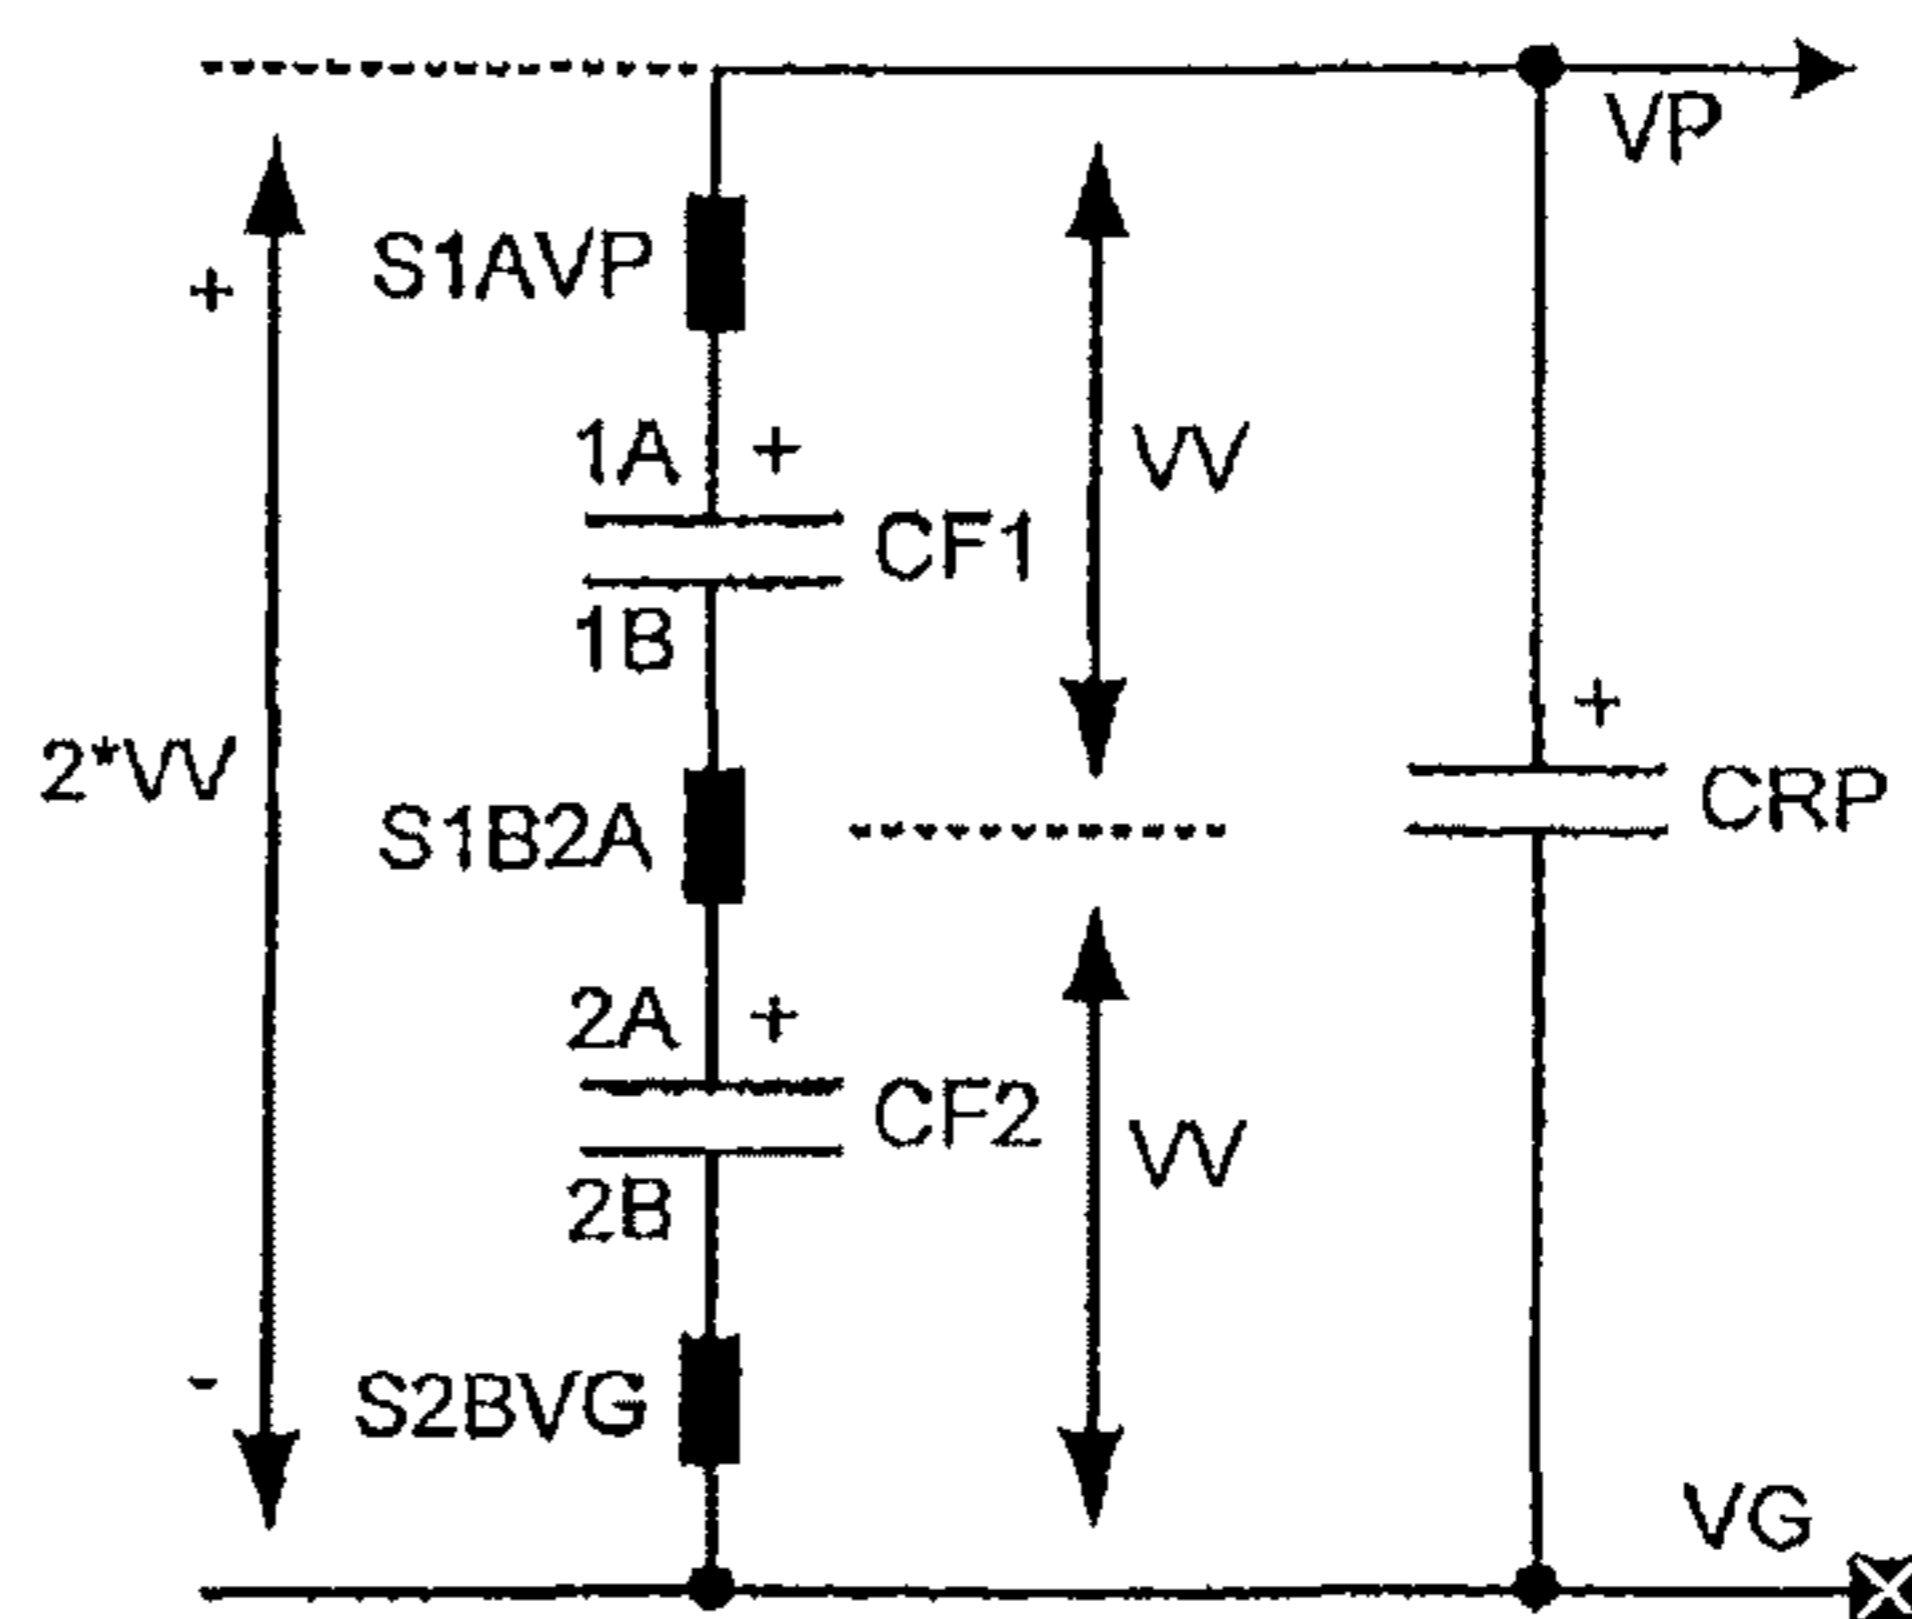 VP
S1AVP
+
1A +
VV
CF1
1B
+
2*VV
CRP
S1B2A
2A +
CF2
VV
2B
-
S2BVG
VG